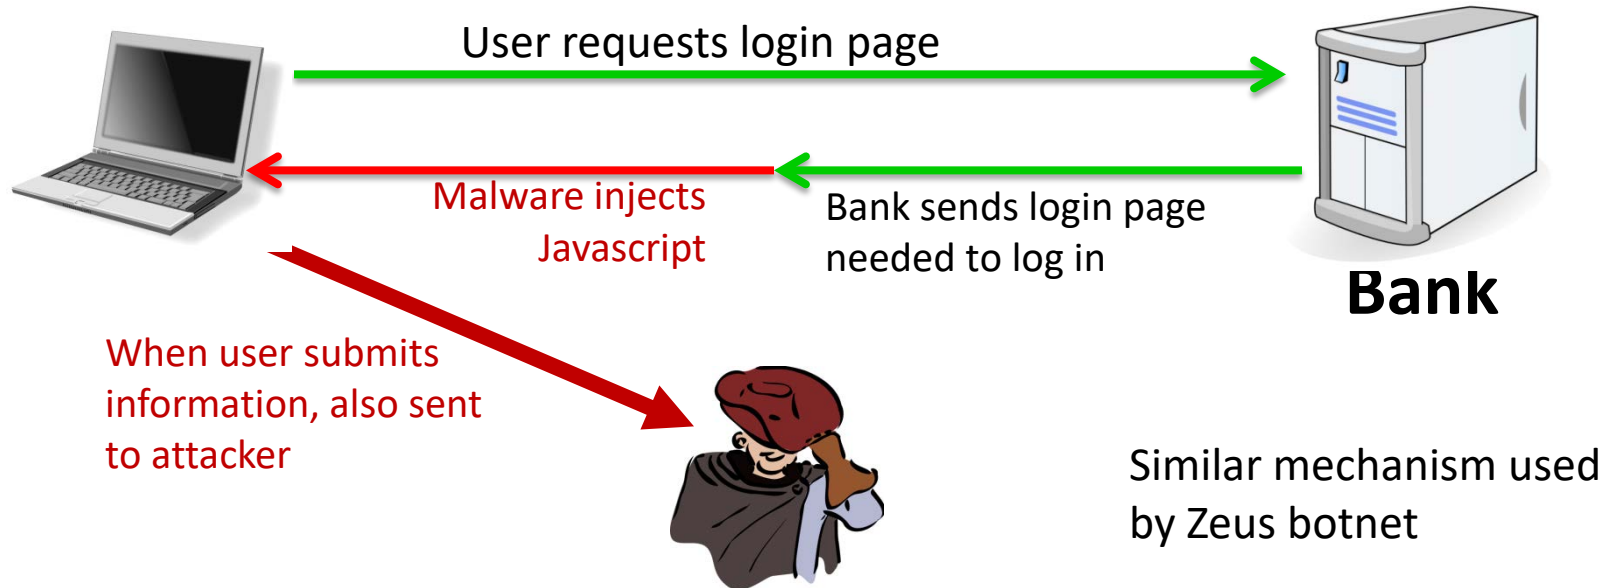 User requests login page
Malware injects
Javascript
Bank sends login page
needed to log in
Bank
When user submits
information, also sent
to attacker
Similar mechanism used
by Zeus botnet